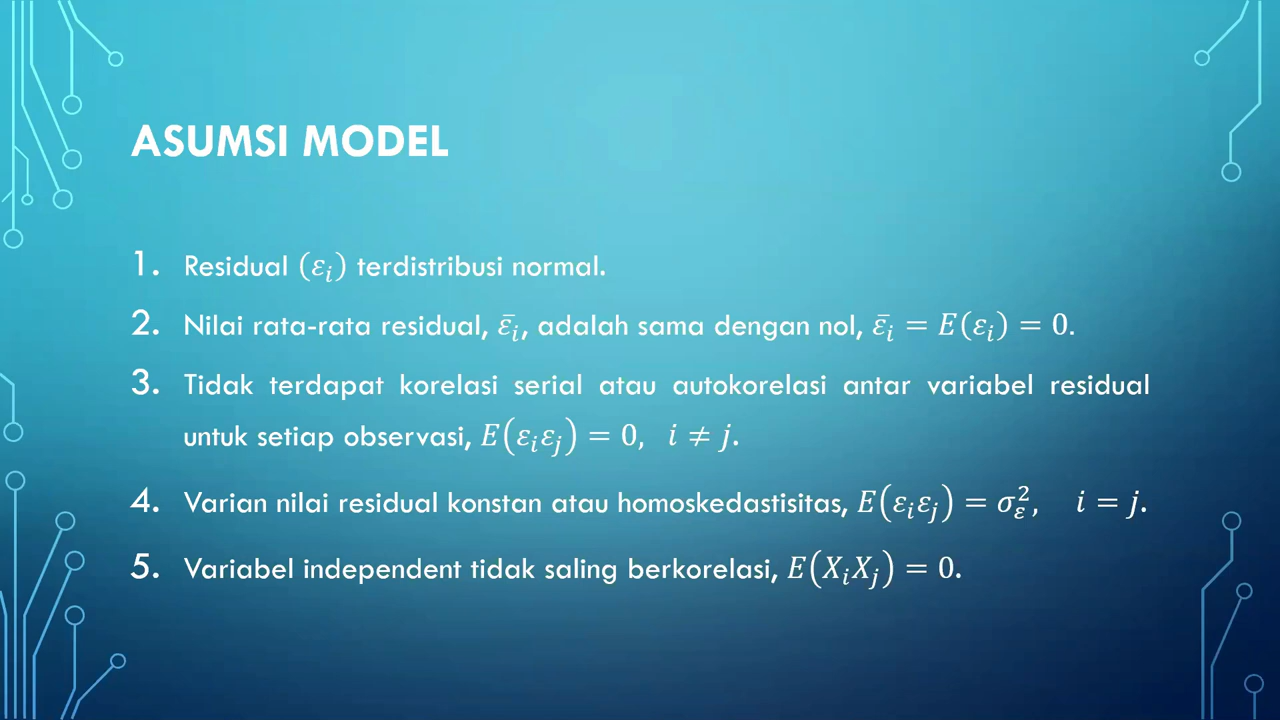 ASUMSI MODEL
1. Residual (εᵢ) terdistribusi normal.
2. Nilai rata-rata residual, ε̄ᵢ, adalah sama dengan nol, ε̄ᵢ = E(εᵢ) = 0.
3. Tidak terdapat korelasi serial atau autokorelasi antar variabel residual
untuk setiap observasi, E(εᵢεⱼ) = 0, i ≠ j.
4. Varian nilai residual konstan atau homoskedastisitas, E(εᵢεⱼ) = σ²_ε, i = j.
5. Variabel independent tidak saling berkorelasi, E(XᵢXⱼ) = 0.